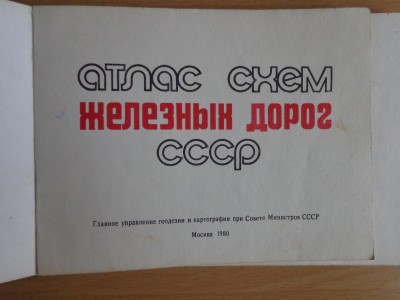 атлас схем
железных дорог
ссср
Главное управление геодезии и картографии при Совете Министров СССР
Москва 1980